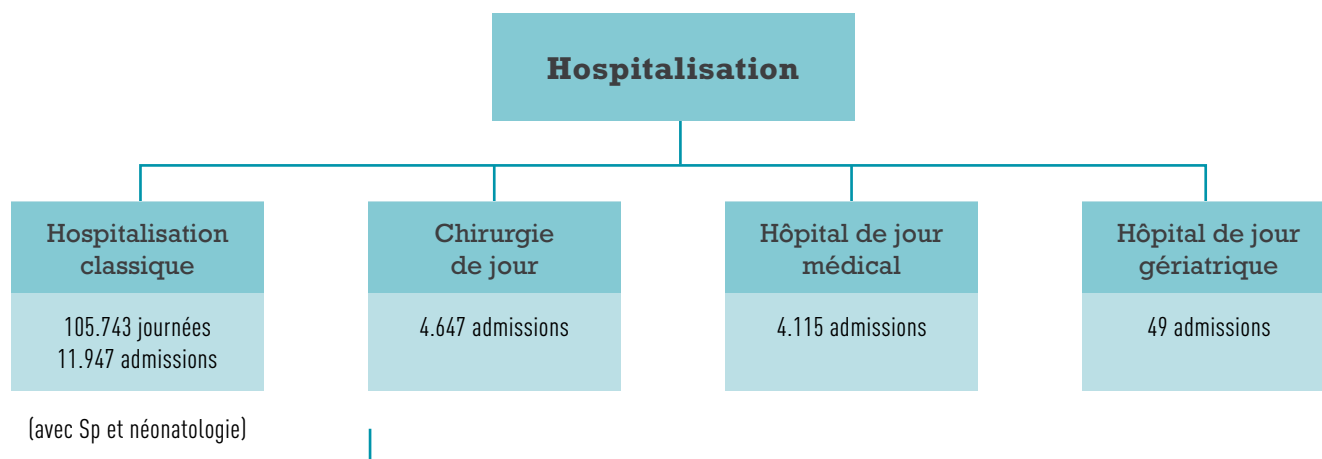 Hospitalisation
Hospitalisation
classique
105.743 journées
11.947 admissions
(avec Sp et néonatologie)
Chirurgie
de jour
4.647 admissions
Hôpital de jour
médical
4.115 admissions
Hôpital de jour
gériatrique
49 admissions